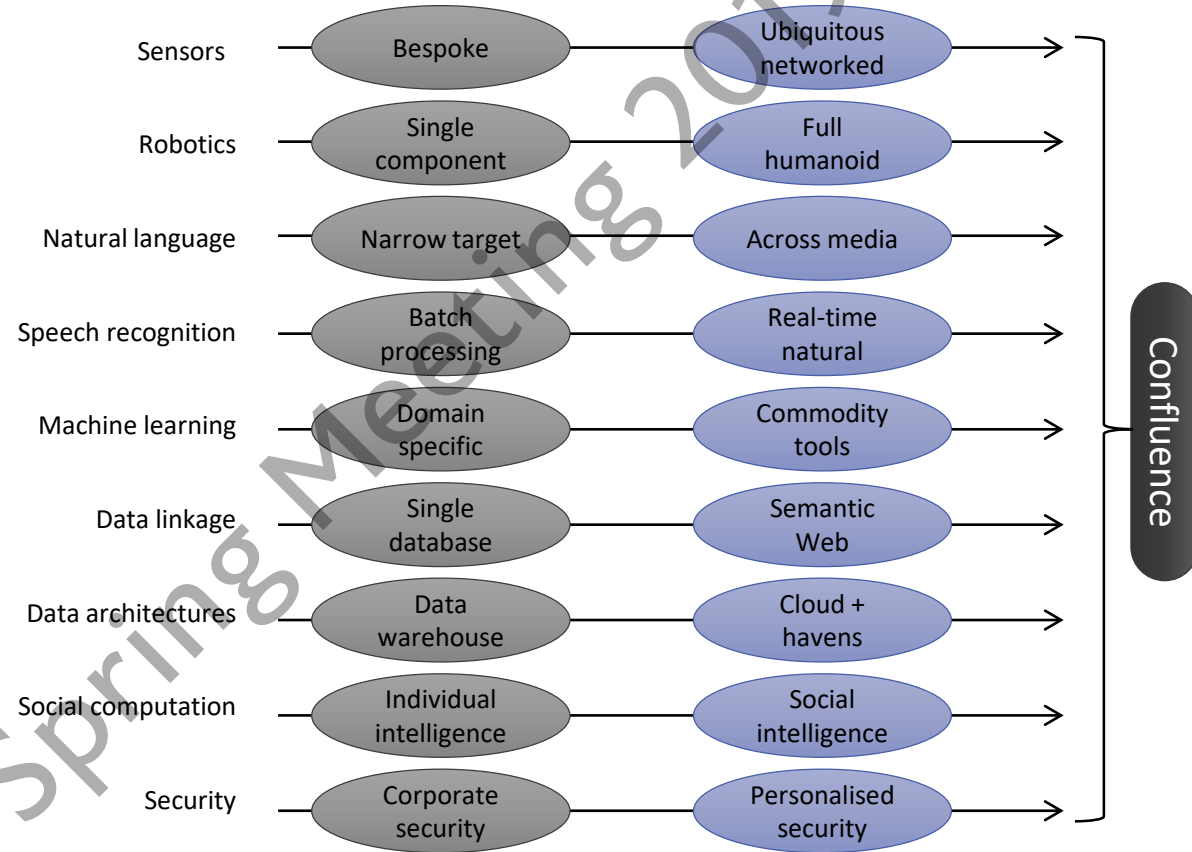 Sensors
Bespoke
Ubiquitous
networked
Robotics
Single
component
Full
humanoid
Natural language
Narrow target
Across media
Speech recognition
Batch
processing
Real-time
natural
Machine learning
Domain
specific
Commodity
tools
Data linkage
Single
database
Semantic
Web
Data architectures
Data
warehouse
Cloud +
havens
Social computation
Individual
intelligence
Social
intelligence
Security
Corporate
security
Personalised
security
Confluence
Spring Meeting